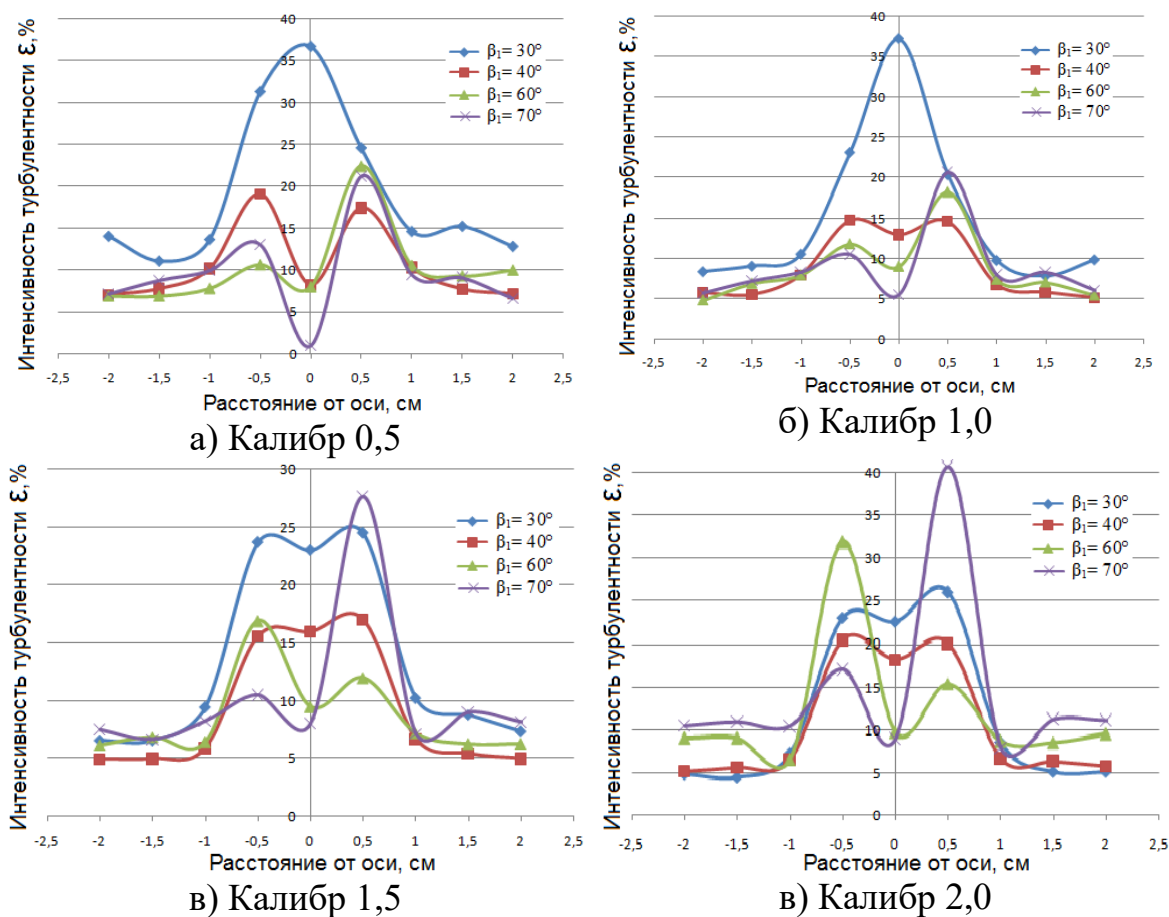 Интенсивность турбулентности ε,%
40
35
30
25
20
15
10
5
0
-2,5 -2 -1,5 -1 -0,5 0 0,5 1 1,5 2 2,5
Расстояние от оси, см
β₁= 30°
β₁= 40°
β₁= 60°
β₁= 70°
а) Калибр 0,5
Интенсивность турбулентности ε,%
40
35
30
25
20
15
10
5
0
-2,5 -2 -1,5 -1 -0,5 0 0,5 1 1,5 2 2,5
Расстояние от оси, см
β₁= 30°
β₁= 40°
β₁= 60°
β₁= 70°
б) Калибр 1,0
Интенсивность турбулентности ε,%
30
25
20
15
10
5
0
-2,5 -2 -1,5 -1 -0,5 0 0,5 1 1,5 2 2,5
Расстояние от оси, см
β₁= 30°
β₁= 40°
β₁= 60°
β₁= 70°
в) Калибр 1,5
Интенсивность турбулентности ε,%
40
35
30
25
20
15
10
5
0
-2,5 -2 -1,5 -1 -0,5 0 0,5 1 1,5 2 2,5
Расстояние от оси, см
β₁= 30°
β₁= 40°
β₁= 60°
β₁= 70°
в) Калибр 2,0